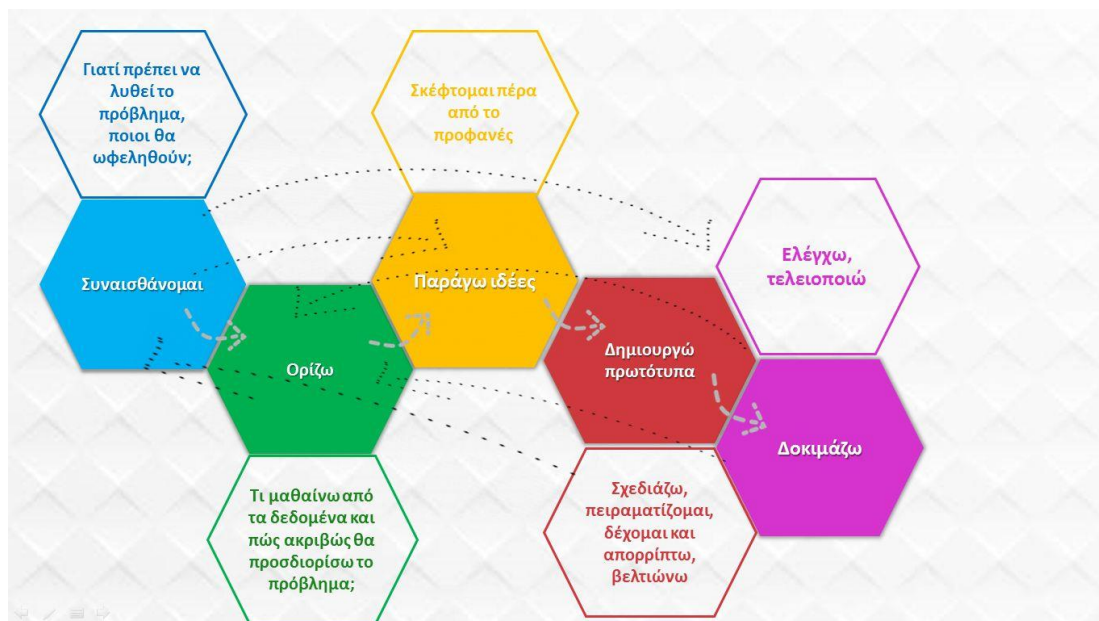 Γιατί πρέπει να
λυθεί το
πρόβλημα,
ποιοι θα
ωφεληθούν;
Συναισθάνομαι
Ορίζω
Τι μαθαίνω από
τα δεδομένα και
πώς ακριβώς θα
προσδιορίσω το
πρόβλημα;
Σκέφτομαι πέρα
από το
προφανές
Παράγω ιδέες
Δημιουργώ
πρωτότυπα
Σχεδιάζω,
πειραματίζομαι,
δέχομαι και
απορρίπτω,
βελτιώνω
Ελέγχω,
τελειοποιώ
Δοκιμάζω